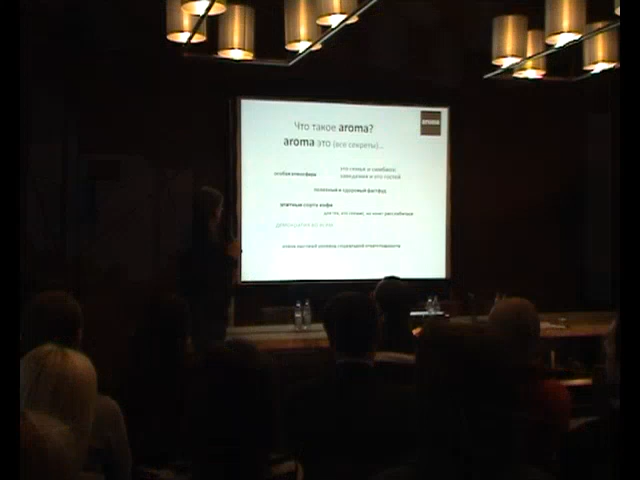 Что такое aroma?
aroma
aroma это (все секреты)...
это семья и симбиоз
особая атмосфера
заведения и его гостей
полезный и здоровый фастфуд
элитные сорта кофе
для тех, кто спешит, но хочет расслабиться